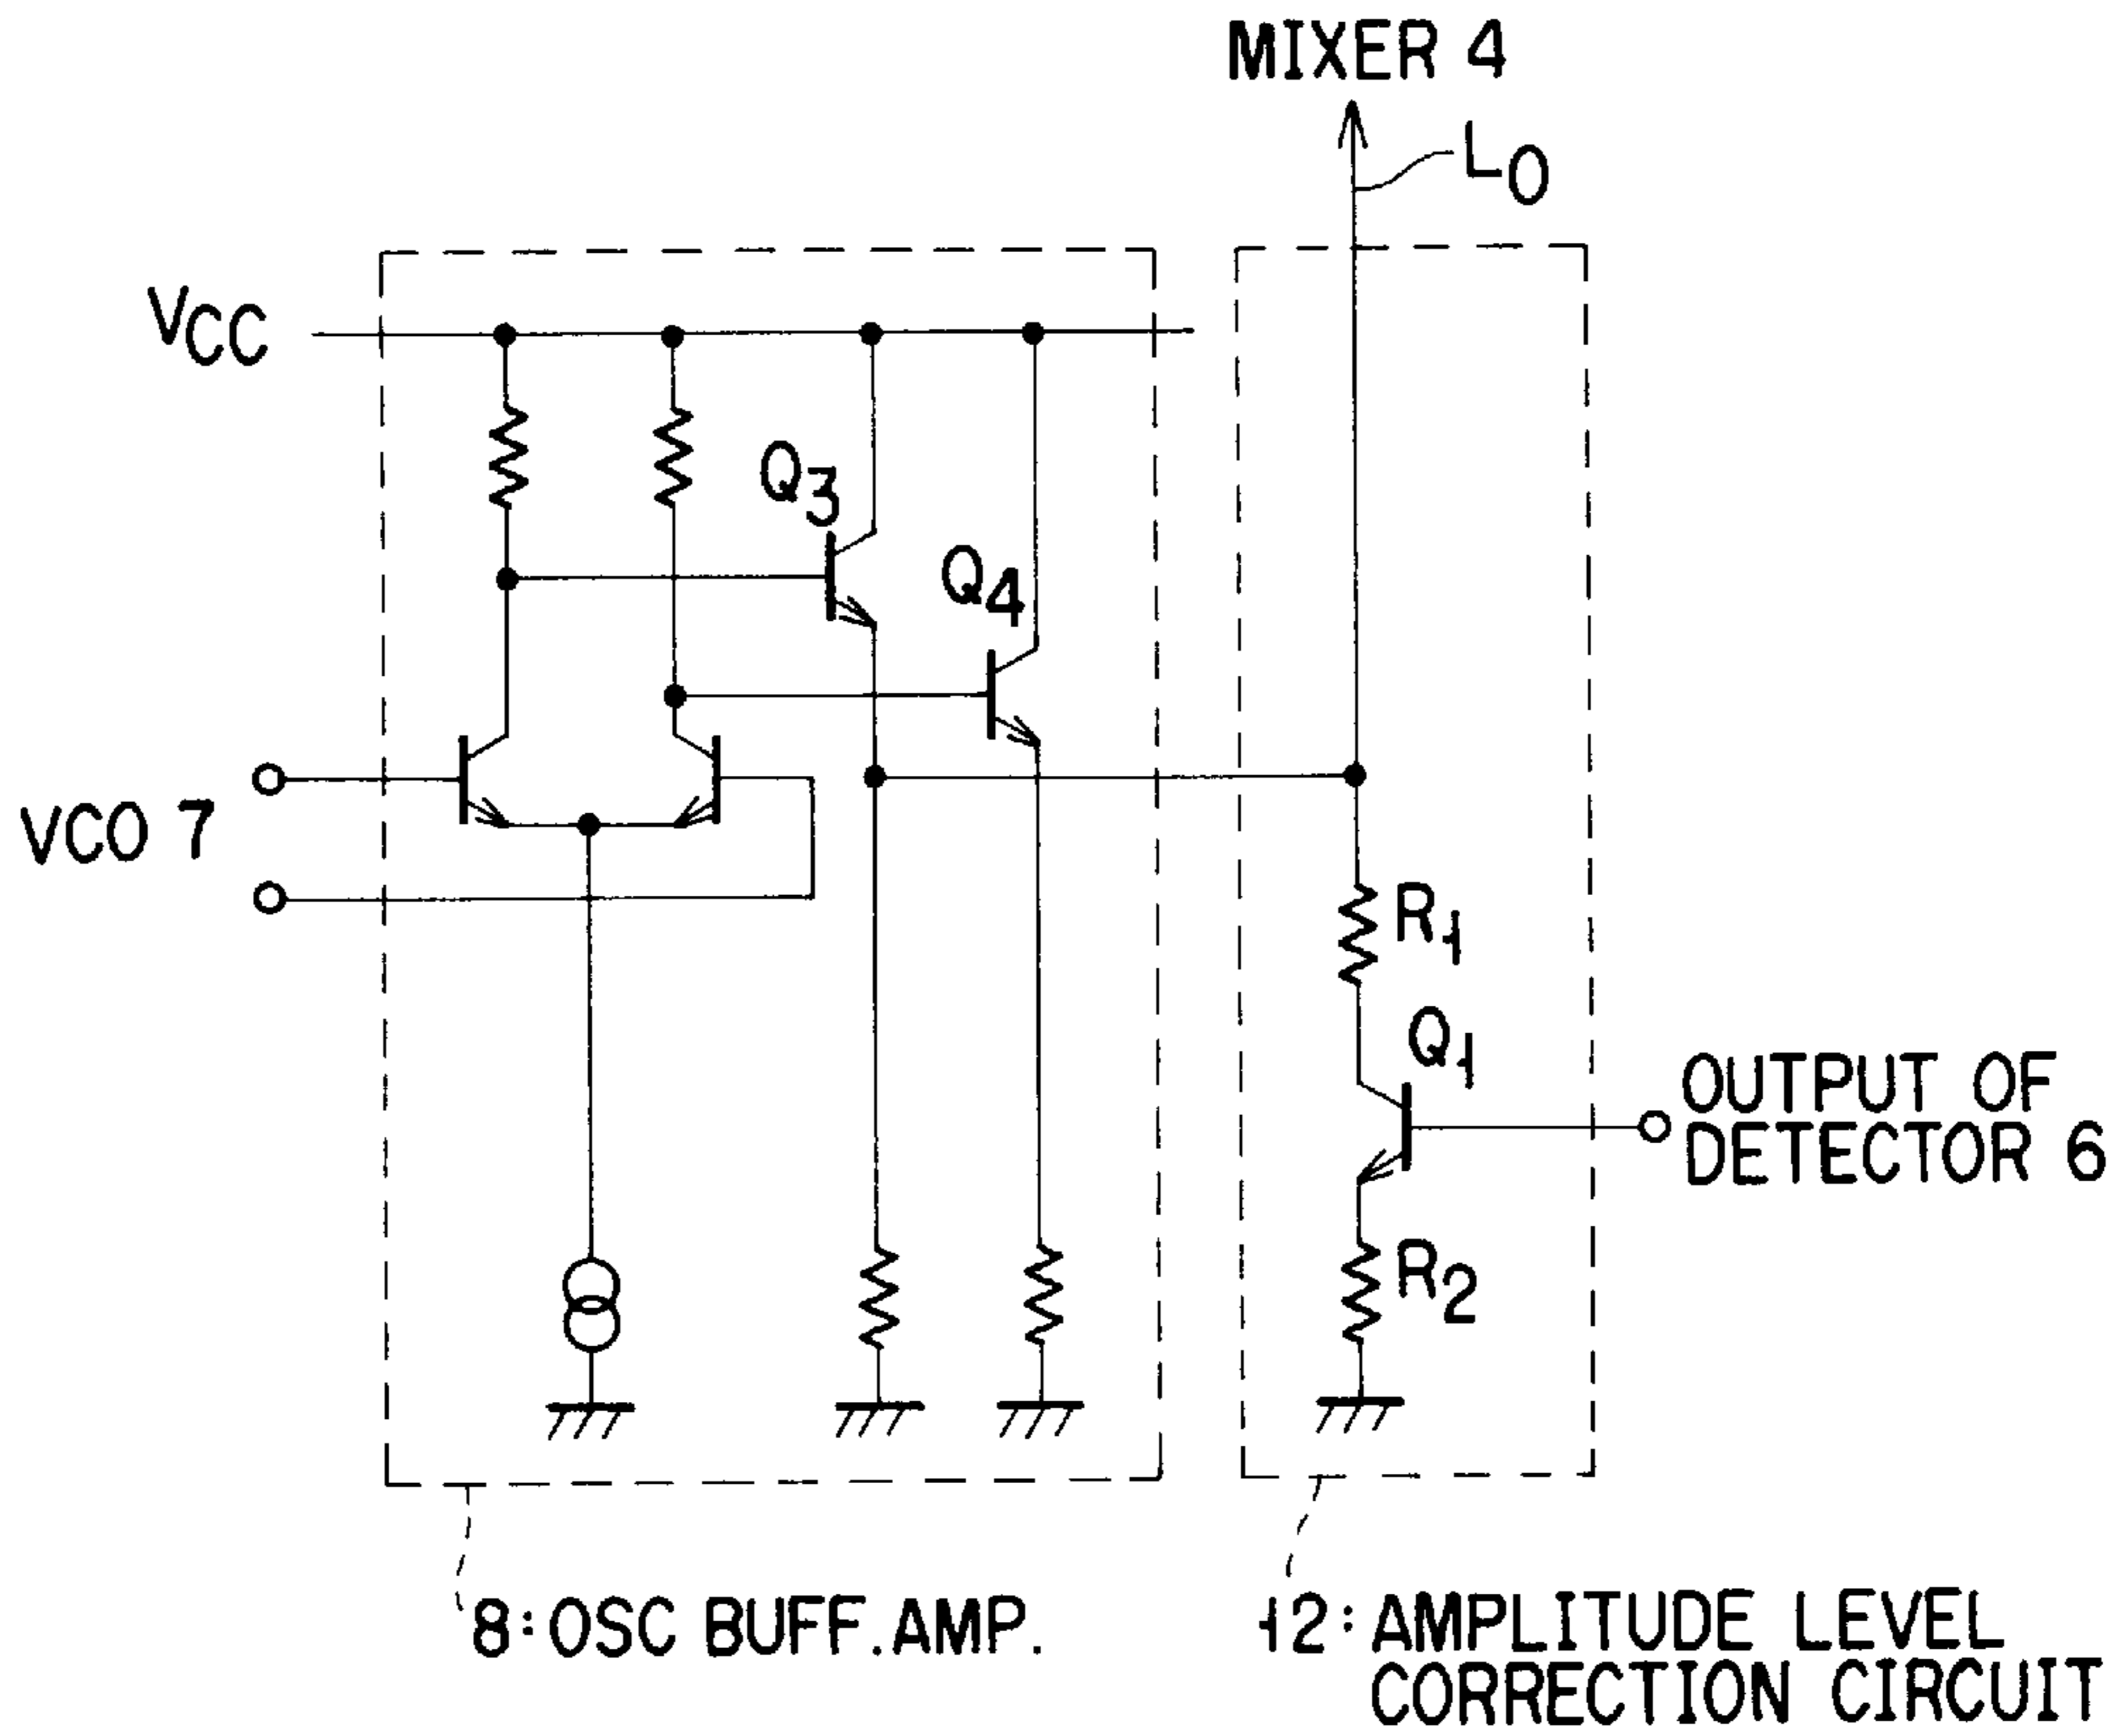 MIXER 4
LO
VCC
Q3
Q4
VCO 7
R1
Q1
OUTPUT OF
DETECTOR 6
R2
8: OSC BUFF. AMP.
12: AMPLITUDE LEVEL
CORRECTION CIRCUIT